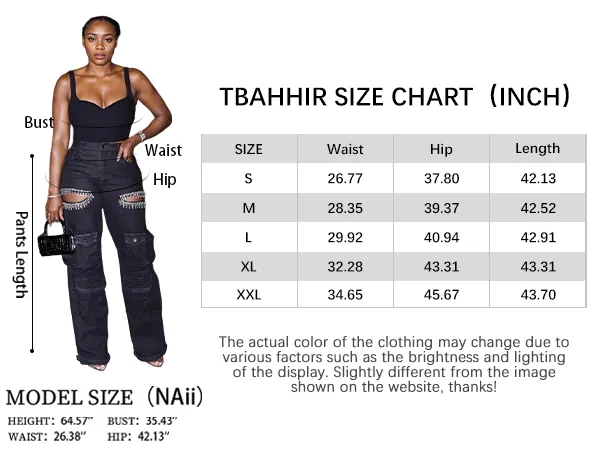 TBAHHIR SIZE CHART（INCH）
Bust
Waist
Hip
Pants Length
SIZE Waist Hip Length
S 26.77 37.80 42.13
M 28.35 39.37 42.52
L 29.92 40.94 42.91
XL 32.28 43.31 43.31
XXL 34.65 45.67 43.70
The actual color of the clothing may change due to
various factors such as the brightness and lighting
of the display. Slightly different from the image
shown on the website, thanks!
MODEL SIZE（NAii）
HEIGHT：64.57″ BUST：35.43″
WAIST：26.38″ HIP：42.13″